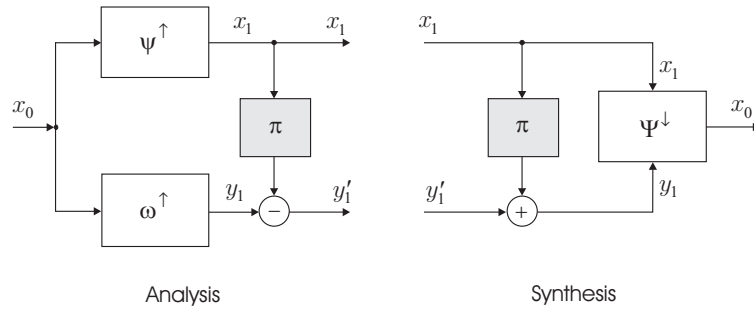 x₀
ψ↑
x₁
x₁
π
ω↑
y₁
−
y₁′
Analysis
x₁
x₁
π
Ψ↓
x₀
y₁′
+
y₁
Synthesis